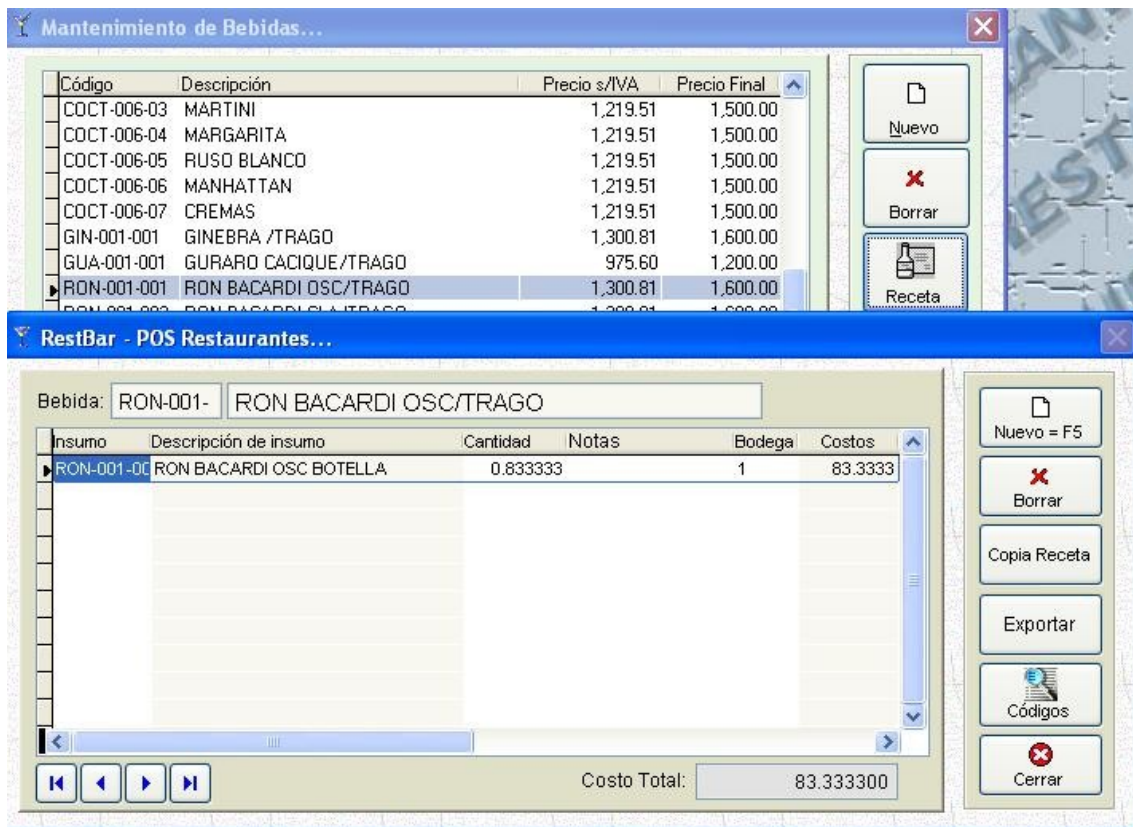 Mantenimiento de Bebidas...
Código Descripción Precio s/IVA Precio Final
COCT-006-03 MARTINI 1,219.51 1,500.00
COCT-006-04 MARGARITA 1,219.51 1,500.00
COCT-006-05 RUSO BLANCO 1,219.51 1,500.00
COCT-006-06 MANHATTAN 1,219.51 1,500.00
COCT-006-07 CREMAS 1,219.51 1,500.00
GIN-001-001 GINEBRA /TRAGO 1,300.81 1,600.00
GUA-001-001 GURARO CACIQUE/TRAGO 975.60 1,200.00
RON-001-001 RON BACARDI OSC/TRAGO 1,300.81 1,600.00
Nuevo
Borrar
Receta
REST
RestBar - POS Restaurantes...
Bebida: RON-001- RON BACARDI OSC/TRAGO
Insumo Descripción de insumo Cantidad Notas Bodega Costos
RON-001-00 RON BACARDI OSC BOTELLA 0.833333 1 83.3333
Costo Total: 83.333300
Nuevo = F5
Borrar
Copia Receta
Exportar
Códigos
Cerrar